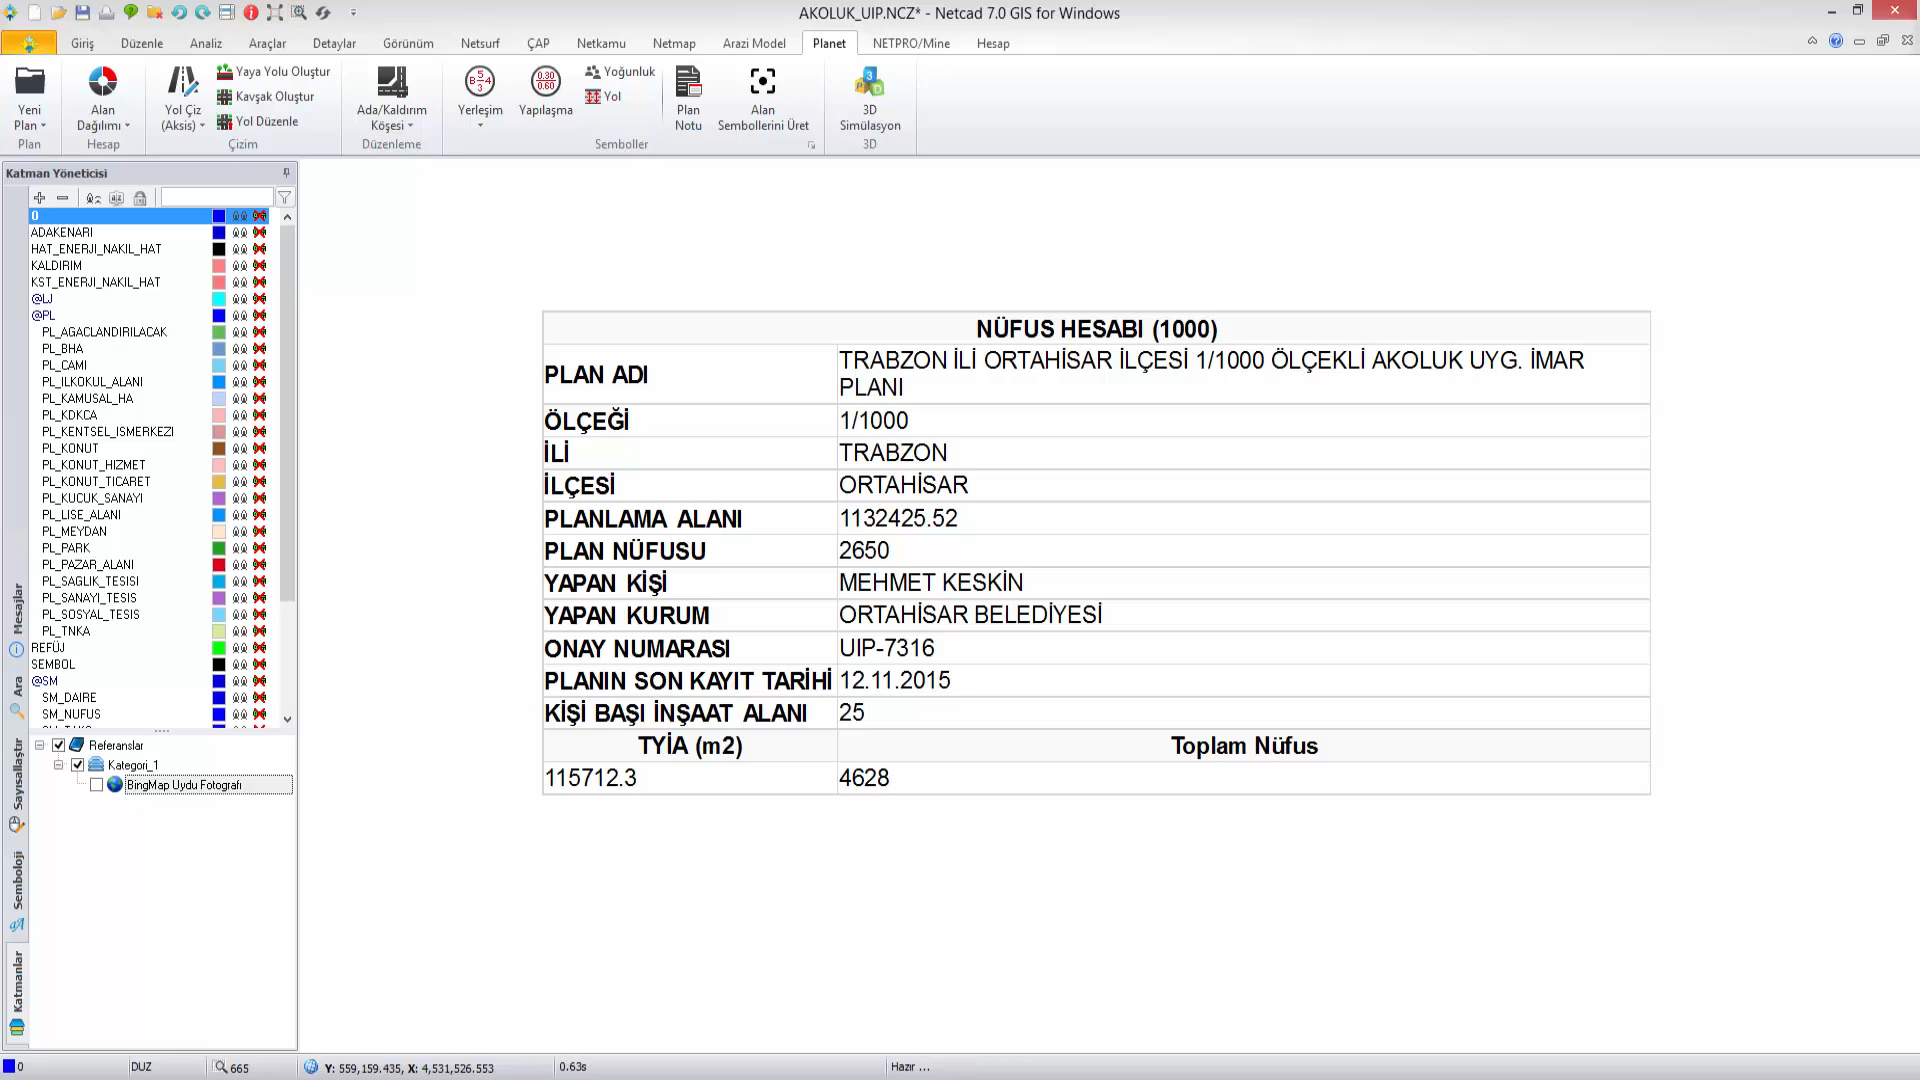 AKOLUK_UIP.NCZ* - Netcad 7.0 GIS for Windows
Giriş Düzenle Analiz Araçlar Detaylar Görünüm Netsurf ÇAP Netkamu Netmap Arazi Model Planet NETPRO/Mine Hesap
Yeni Plan
Alan Dağılımı
Yol Çiz (Aksis)
Yaya Yolu Oluştur
Kavşak Oluştur
Yol Düzenle
Ada/Kaldırım Köşesi
Yerleşim
Yapılaşma
Yoğunluk
Yol
Plan Notu
Alan Sembollerini Üret
3D Simülasyon
Plan Hesap Çizim Düzenleme Semboller 3D
Katman Yöneticisi
0
ADAKENARI
HAT_ENERJI_NAKIL_HAT
KALDIRIM
KST_ENERJI_NAKIL_HAT
@LJ
@PL
PL_AGACLANDIRILACAK
PL_BHA
PL_CAMI
PL_ILKOKUL_ALANI
PL_KAMUSAL_HA
PL_KDKCA
PL_KENTSEL_ISMERKEZI
PL_KONUT
PL_KONUT_HIZMET
PL_KONUT_TICARET
PL_KUCUK_SANAYI
PL_LISE_ALANI
PL_MEYDAN
PL_PARK
PL_PAZAR_ALANI
PL_SAGLIK_TESISI
PL_SANAYI_TESIS
PL_SOSYAL_TESIS
PL_TNKA
REFÜJ
SEMBOL
@SM
SM_DAIRE
SM_NUFUS
Referanslar
Kategori_1
BingMap Uydu Fotografı
Mesajlar
Ara
Sayısallaştır
Semboloji
Katmanlar
NÜFUS HESABI (1000)
PLAN ADI TRABZON İLİ ORTAHİSAR İLÇESİ 1/1000 ÖLÇEKLİ AKOLUK UYG. İMAR
PLANI
ÖLÇEĞİ 1/1000
İLİ TRABZON
İLÇESİ ORTAHİSAR
PLANLAMA ALANI 1132425.52
PLAN NÜFUSU 2650
YAPAN KİŞİ MEHMET KESKİN
YAPAN KURUM ORTAHİSAR BELEDİYESİ
ONAY NUMARASI UIP-7316
PLANIN SON KAYIT TARİHİ 12.11.2015
KİŞİ BAŞI İNŞAAT ALANI 25
TYİA (m2) Toplam Nüfus
115712.3 4628
0 DUZ 665 Y: 559,159.435, X: 4,531,526.553 0.63s Hazır ...